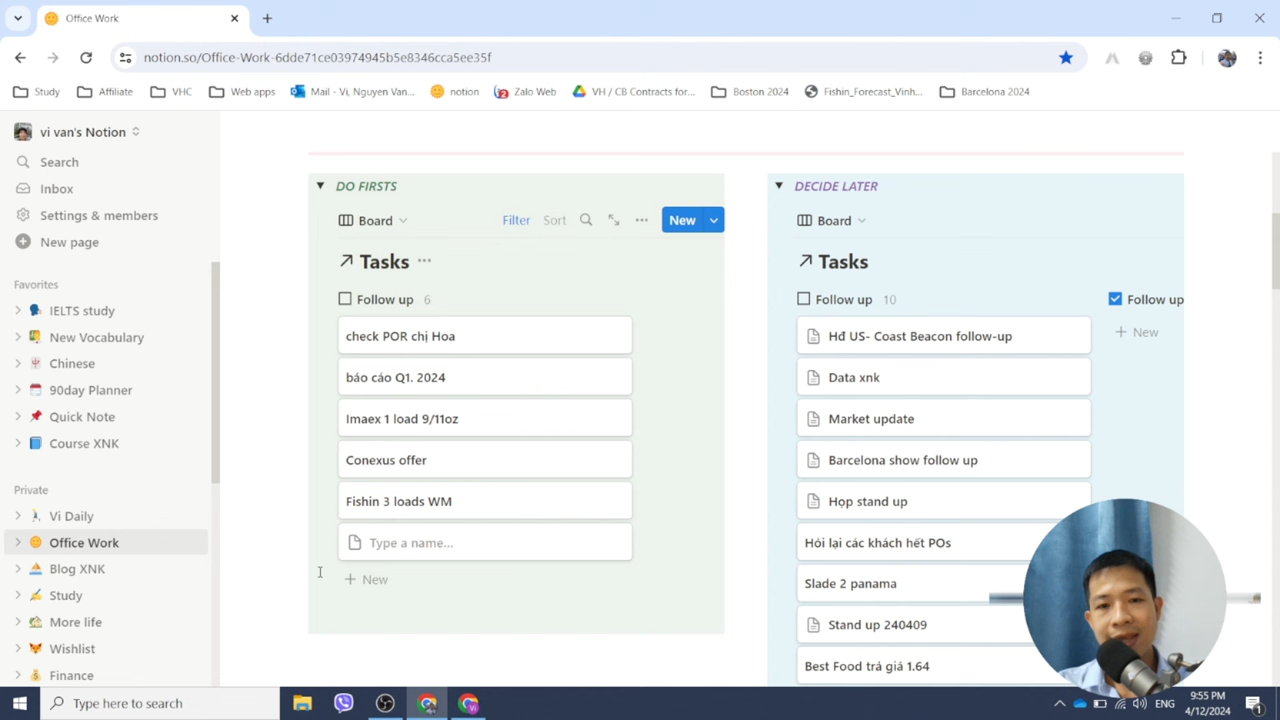 Office Work
notion.so/Office-Work-6dde71ce03974945b5e8346cca5ee35f
Study
Affiliate
VHC
Web apps
Mail - Vi, Nguyen Van...
notion
Zalo Web
VH / CB Contracts for...
Boston 2024
Fishin_Forecast_Vinh...
Barcelona 2024
vi van's Notion
Search
Inbox
Settings & members
New page
Favorites
IELTS study
New Vocabulary
Chinese
90day Planner
Quick Note
Course XNK
Private
Vi Daily
Office Work
Blog XNK
Study
More life
Wishlist
Finance
DO FIRSTS
Board
Filter
Sort
New
Tasks
Follow up 6
check POR chị Hoa
báo cáo Q1. 2024
Imaex 1 load 9/11oz
Conexus offer
Fishin 3 loads WM
Type a name...
New
DECIDE LATER
Board
Tasks
Follow up 10
Hđ US- Coast Beacon follow-up
Data xnk
Market update
Barcelona show follow up
Họp stand up
Hỏi lại các khách hết POs
Slade 2 panama
Stand up 240409
Best Food trả giá 1.64
Follow up
New
Type here to search
ENG
9:55 PM
4/12/2024
1